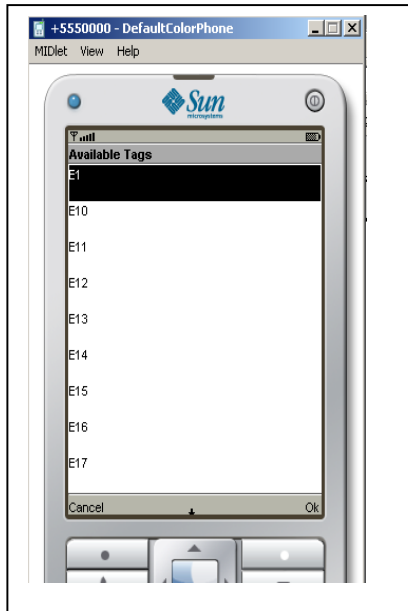 +5550000 - DefaultColorPhone
MIDlet View Help
Sun
microsystems
Available Tags
E1
E10
E11
E12
E13
E14
E15
E16
E17
Cancel Ok